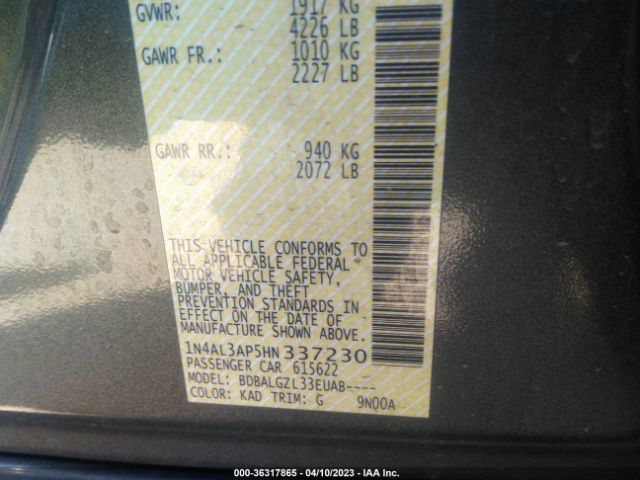 GVWR: 1917 KG
4226 LB
GAWR FR.: 1010 KG
2227 LB
GAWR RR.: 940 KG
2072 LB
THIS VEHICLE CONFORMS TO
ALL APPLICABLE FEDERAL
MOTOR VEHICLE SAFETY,
BUMPER, AND THEFT
PREVENTION STANDARDS IN
EFFECT ON THE DATE OF
MANUFACTURE SHOWN ABOVE.
1N4AL3AP5HN337230
PASSENGER CAR 615622
MODEL: BDBALGZL33EUAB----
COLOR: KAD TRIM: G 9N00A
000-36317865 - 04/10/2023 - IAA Inc.